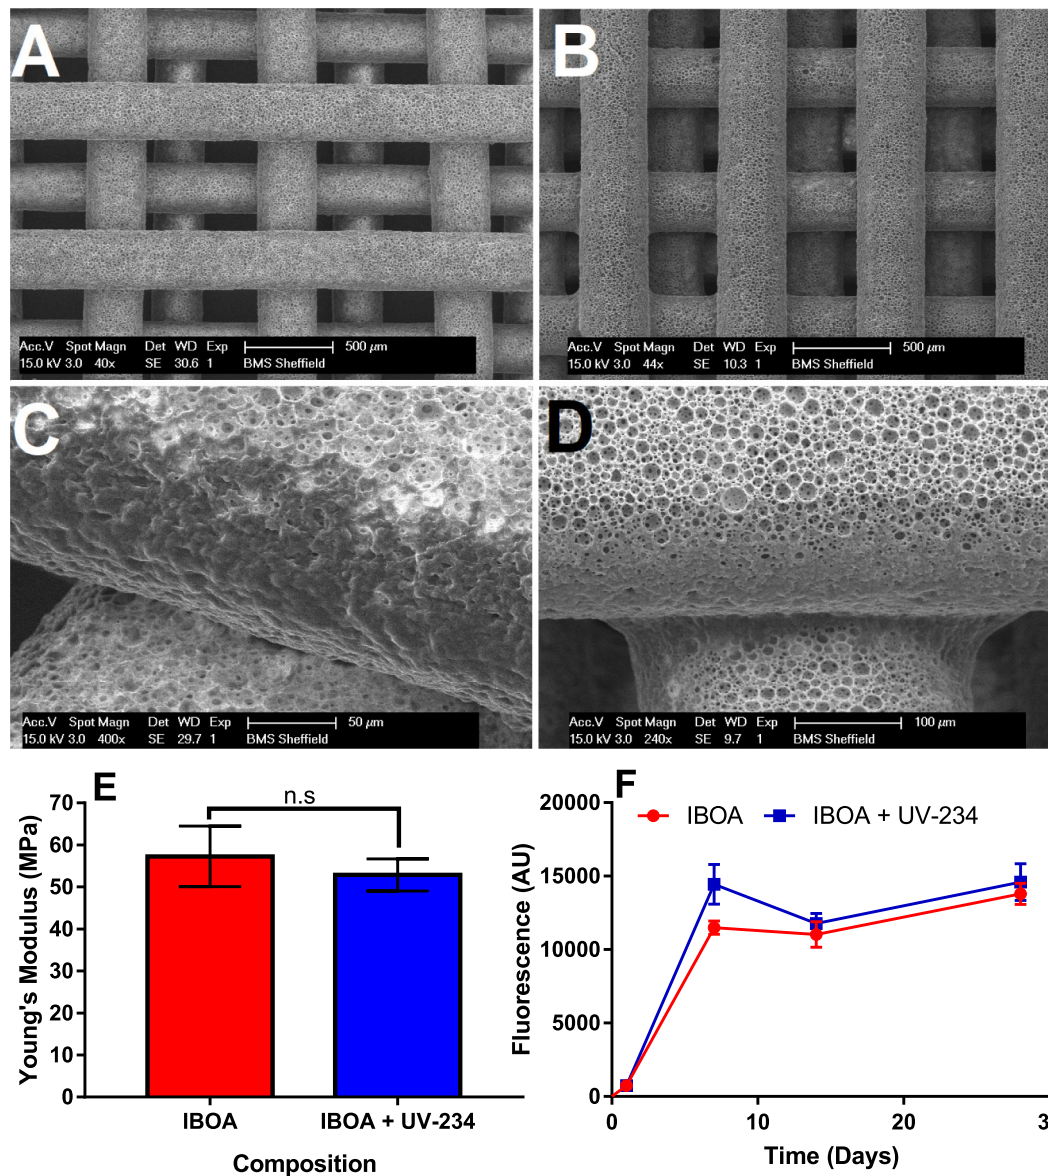 A
Acc.V Spot Magn Det WD Exp 500 µm
15.0 kV 3.0 40x SE 30.6 1 BMS Sheffield
B
Acc.V Spot Magn Det WD Exp 500 µm
15.0 kV 3.0 44x SE 10.3 1 BMS Sheffield
C
Acc.V Spot Magn Det WD Exp 50 µm
15.0 kV 3.0 400x SE 29.7 1 BMS Sheffield
D
Acc.V Spot Magn Det WD Exp 100 µm
15.0 kV 3.0 240x SE 9.7 1 BMS Sheffield
E
n.s
Young's Modulus (MPa)
70
60
50
40
30
20
10
0
IBOA
IBOA + UV-234
Composition
F
IBOA
IBOA + UV-234
Fluorescence (AU)
20000
15000
10000
5000
0
0
10
20
3
Time (Days)